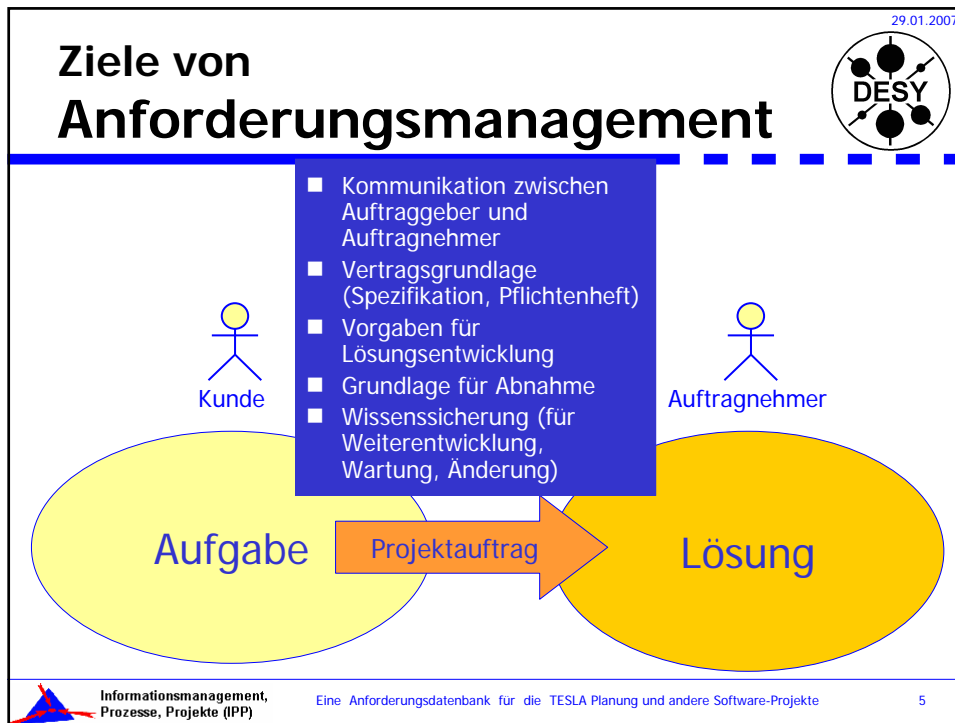 29.01.2007
Ziele von
Anforderungsmanagement
DESY
Kommunikation zwischen
Auftraggeber und
Auftragnehmer
Vertragsgrundlage
(Spezifikation, Pflichtenheft)
Vorgaben für
Lösungsentwicklung
Grundlage für Abnahme
Wissenssicherung (für
Weiterentwicklung,
Wartung, Änderung)
Kunde
Auftragnehmer
Aufgabe
Projektauftrag
Lösung
Informationsmanagement,
Prozesse, Projekte (IPP)
Eine Anforderungsdatenbank für die TESLA Planung und andere Software-Projekte
5